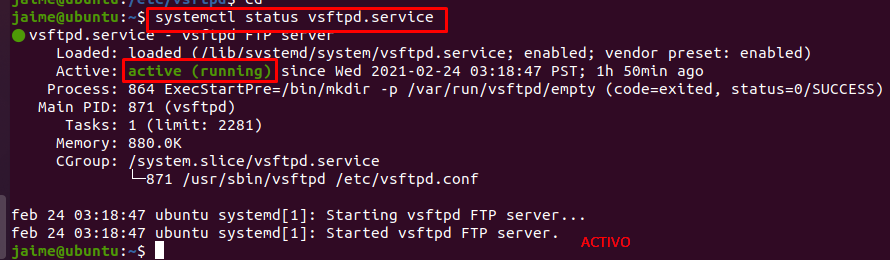 jaime@ubuntu:/etc/vsftpd$ cd
jaime@ubuntu:~$ systemctl status vsftpd.service
● vsftpd.service - vsftpd FTP server
Loaded: loaded (/lib/systemd/system/vsftpd.service; enabled; vendor preset: enabled)
Active: active (running) since Wed 2021-02-24 03:18:47 PST; 1h 50min ago
Process: 864 ExecStartPre=/bin/mkdir -p /var/run/vsftpd/empty (code=exited, status=0/SUCCESS)
Main PID: 871 (vsftpd)
Tasks: 1 (limit: 2281)
Memory: 880.0K
CGroup: /system.slice/vsftpd.service
└─871 /usr/sbin/vsftpd /etc/vsftpd.conf
feb 24 03:18:47 ubuntu systemd[1]: Starting vsftpd FTP server...
feb 24 03:18:47 ubuntu systemd[1]: Started vsftpd FTP server.
ACTIVO
jaime@ubuntu:~$